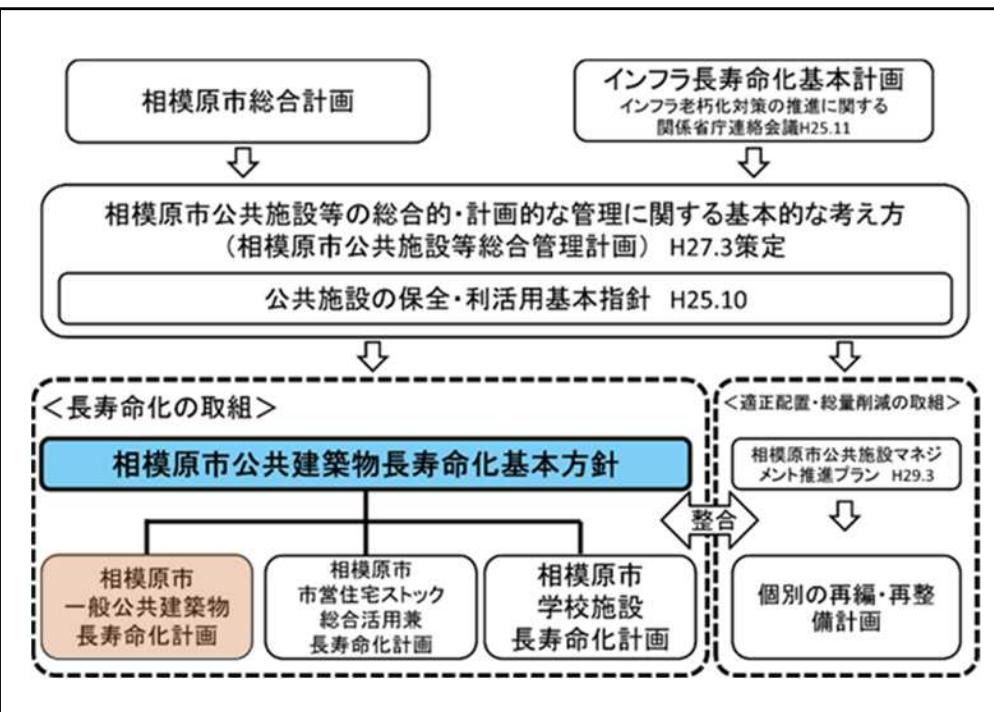 相模原市総合計画
インフラ長寿命化基本計画
インフラ老朽化対策の推進に関する
関係省庁連絡会議H25.11
相模原市公共施設等の総合的・計画的な管理に関する基本的な考え方
（相模原市公共施設等総合管理計画） H27.3策定
公共施設の保全・利活用基本指針 H25.10
＜長寿命化の取組＞
相模原市公共建築物長寿命化基本方針
相模原市
一般公共建築物
長寿命化計画
相模原市
市営住宅ストック
総合活用兼
長寿命化計画
相模原市
学校施設
長寿命化計画
整合
＜適正配置・総量削減の取組＞
相模原市公共施設マネジ
メント推進プラン H29.3
個別の再編・再整
備計画